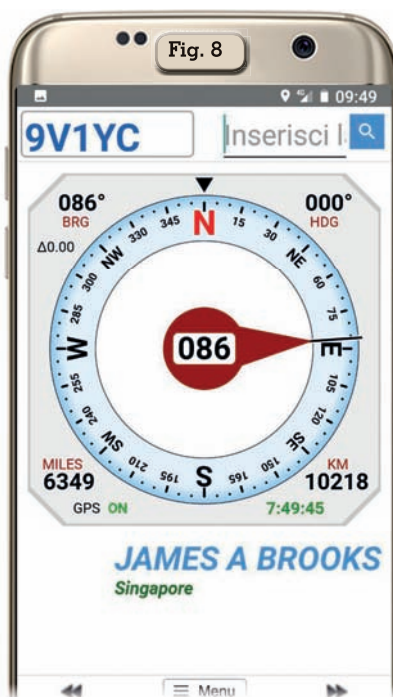 Fig. 8
09:49
9V1YC
Inserisci l
086°
BRG
000°
HDG
Δ0.00
N
15
30
NE
60
75
E
105
120
SE
150
165
S
195
210
SW
240
255
W
285
300
NW
330
345
086
MILES
6349
KM
10218
GPS ON
7:49:45
JAMES A BROOKS
Singapore
Menu